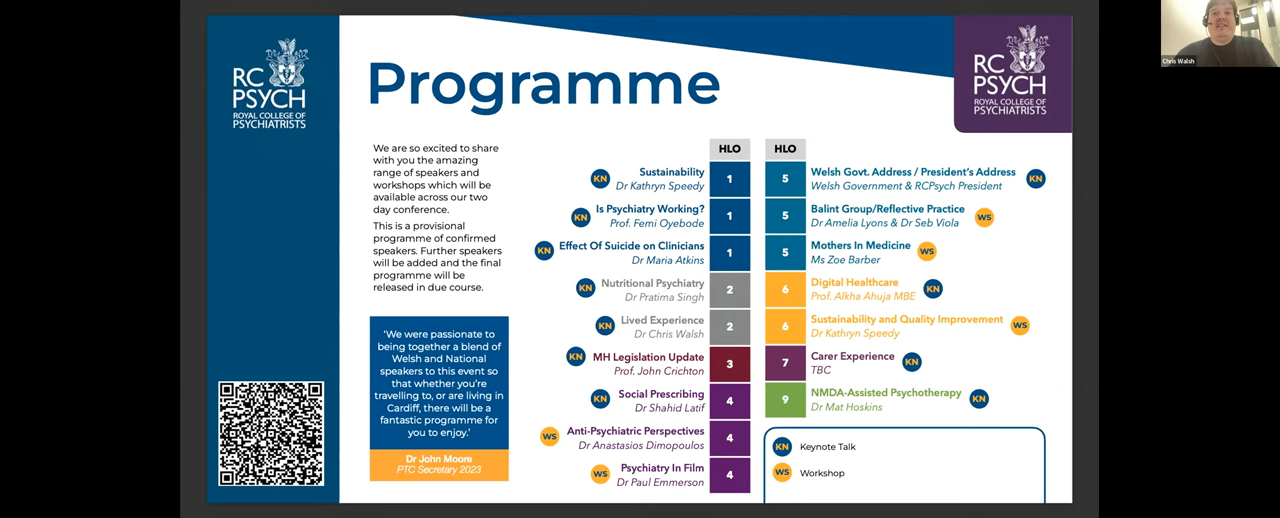 RC
PSYCH
ROYAL COLLEGE OF
PSYCHIATRISTS
Programme
RC
PSYCH
ROYAL COLLEGE OF
PSYCHIATRISTS
Chris Walsh
We are so excited to share
with you the amazing
range of speakers and
workshops which will be
available across our two
day conference.
This is a provisional
programme of confirmed
speakers. Further speakers
will be added and the final
programme will be
released in due course.
'We were passionate to
being together a blend of
Welsh and National
speakers to this event so
that whether you're
travelling to, or are living in
Cardiff, there will be a
fantastic programme for
you to enjoy.'
Dr John Moore
PTC Secretary 2023
HLO
KN Sustainability 1
Dr Kathryn Speedy
KN Is Psychiatry Working? 1
Prof. Femi Oyebode
KN Effect Of Suicide on Clinicians 1
Dr Maria Atkins
KN Nutritional Psychiatry 2
Dr Pratima Singh
KN Lived Experience 2
Dr Chris Walsh
KN MH Legislation Update 3
Prof. John Crichton
KN Social Prescribing 4
Dr Shahid Latif
WS Anti-Psychiatric Perspectives 4
Dr Anastasios Dimopoulos
WS Psychiatry In Film 4
Dr Paul Emmerson
HLO
5 Welsh Govt. Address / President's Address KN
Welsh Government & RCPsych President
5 Balint Group/Reflective Practice WS
Dr Amelia Lyons & Dr Seb Viola
5 Mothers In Medicine WS
Ms Zoe Barber
6 Digital Healthcare KN
Prof. Alkha Ahuja MBE
6 Sustainability and Quality Improvement WS
Dr Kathryn Speedy
7 Carer Experience KN
TBC
9 NMDA-Assisted Psychotherapy KN
Dr Mat Hoskins
KN Keynote Talk
WS Workshop